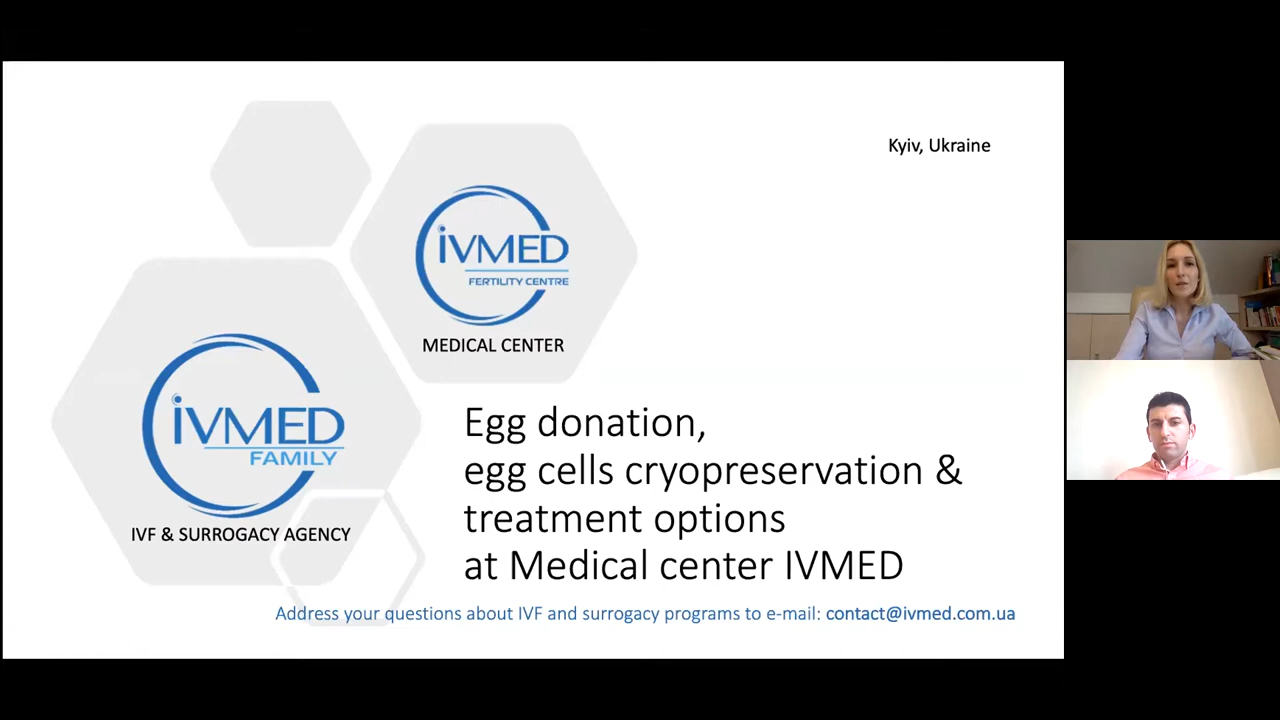 Kyiv, Ukraine
iVMED
FERTILITY CENTRE
MEDICAL CENTER
iVMED
FAMILY
IVF & SURROGACY AGENCY
Egg donation,
egg cells cryopreservation &
treatment options
at Medical center IVMED
Address your questions about IVF and surrogacy programs to e-mail: contact@ivmed.com.ua